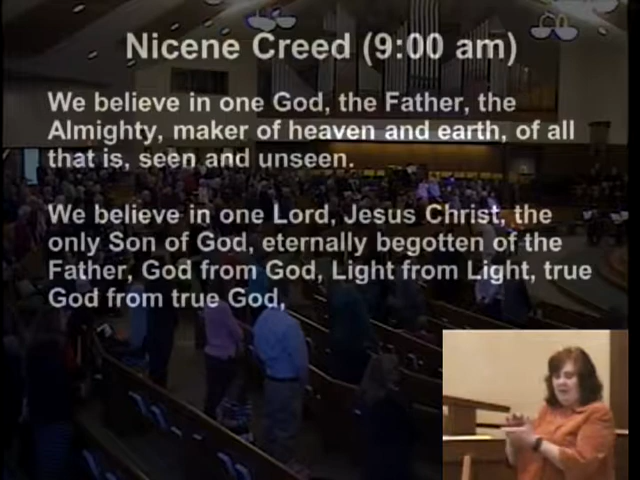 Nicene Creed (9:00 am)
We believe in one God, the Father, the
Almighty, maker of heaven and earth, of all
that is, seen and unseen.
We believe in one Lord, Jesus Christ, the
only Son of God, eternally begotten of the
Father, God from God, Light from Light, true
God from true God,